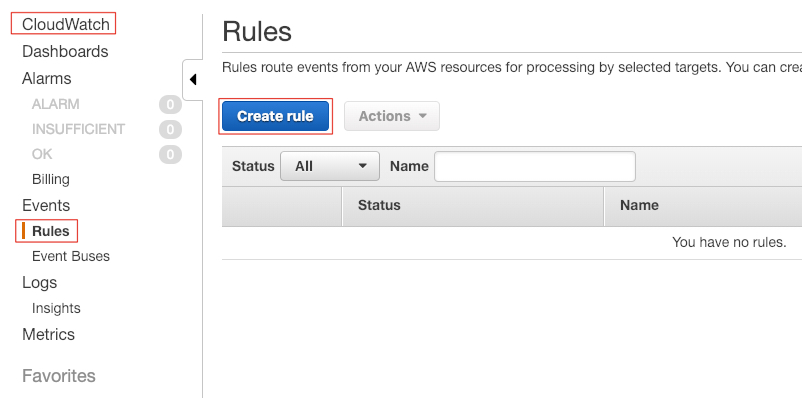 CloudWatch
Dashboards
Alarms
ALARM 0
INSUFFICIENT 0
OK 0
Billing
Events
Rules
Event Buses
Logs
Insights
Metrics
Favorites
Rules
Rules route events from your AWS resources for processing by selected targets. You can
Create rule Actions
Status All Name
Status Name
You have no rules.